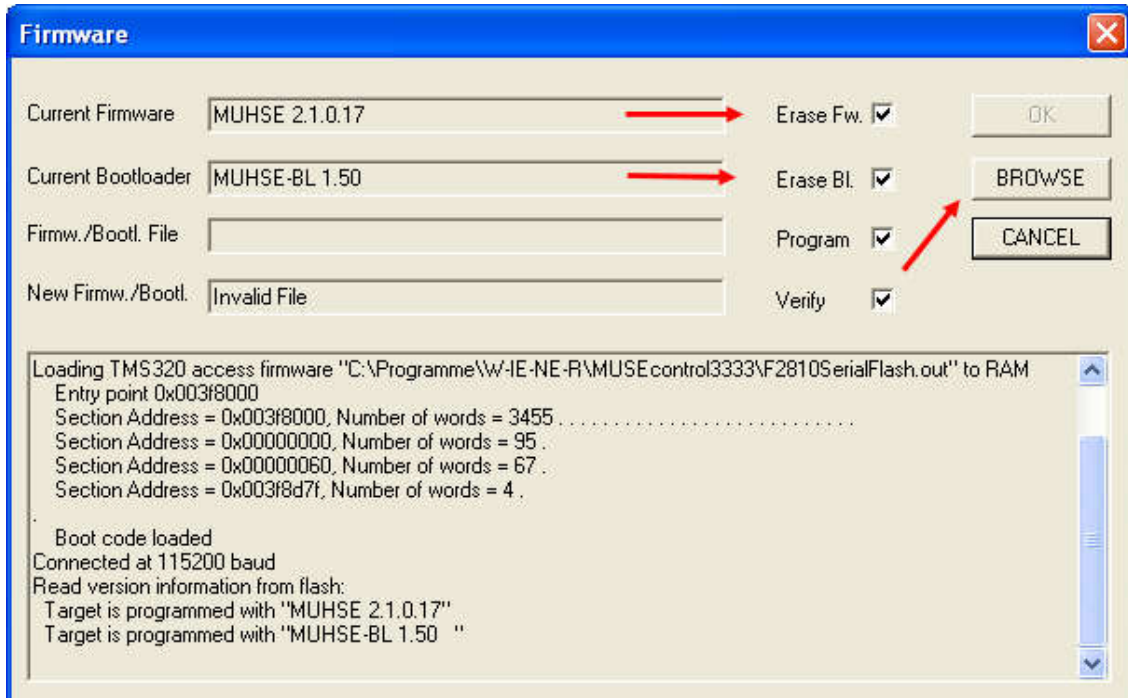 Firmware
Current Firmware MUHSE 2.1.0.17 Erase Fw. OK
Current Bootloader MUHSE-BL 1.50 Erase Bl. BROWSE
Firmw./Bootl. File Program CANCEL
New Firmw./Bootl. Invalid File Verify
Loading TMS320 access firmware "C:\Programme\W-IE-NE-R\MUSEcontrol3333\F2810SerialFlash.out" to RAM
Entry point 0x003f8000
Section Address = 0x003f8000, Number of words = 3455 . . . . . . . . . . . . . . . . . . . . . . . . . . .
Section Address = 0x00000000, Number of words = 95 .
Section Address = 0x00000060, Number of words = 67 .
Section Address = 0x003f8d7f, Number of words = 4 .
.
Boot code loaded
Connected at 115200 baud
Read version information from flash:
Target is programmed with "MUHSE 2.1.0.17"
Target is programmed with "MUHSE-BL 1.50   "